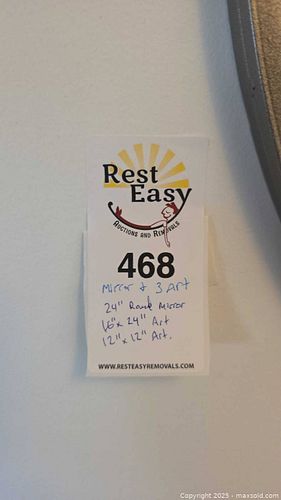 Rest
Easy
AUCTIONS AND REMOVALS
468
Mirror + 3 Art
24" Round Mirror
16" x 24" Art
12" x 12" Art.
WWW.RESTEASYREMOVALS.COM
Copyright 2025 - maxsold.com